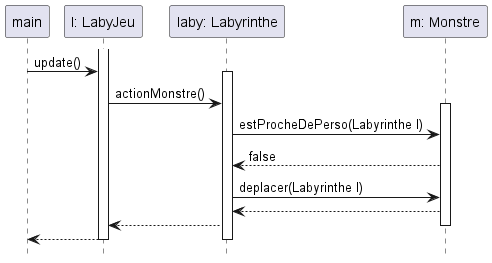 main
l: LabyJeu
laby: Labyrinthe
m: Monstre
update()
actionMonstre()
estProcheDePerso(Labyrinthe l)
false
deplacer(Labyrinthe l)